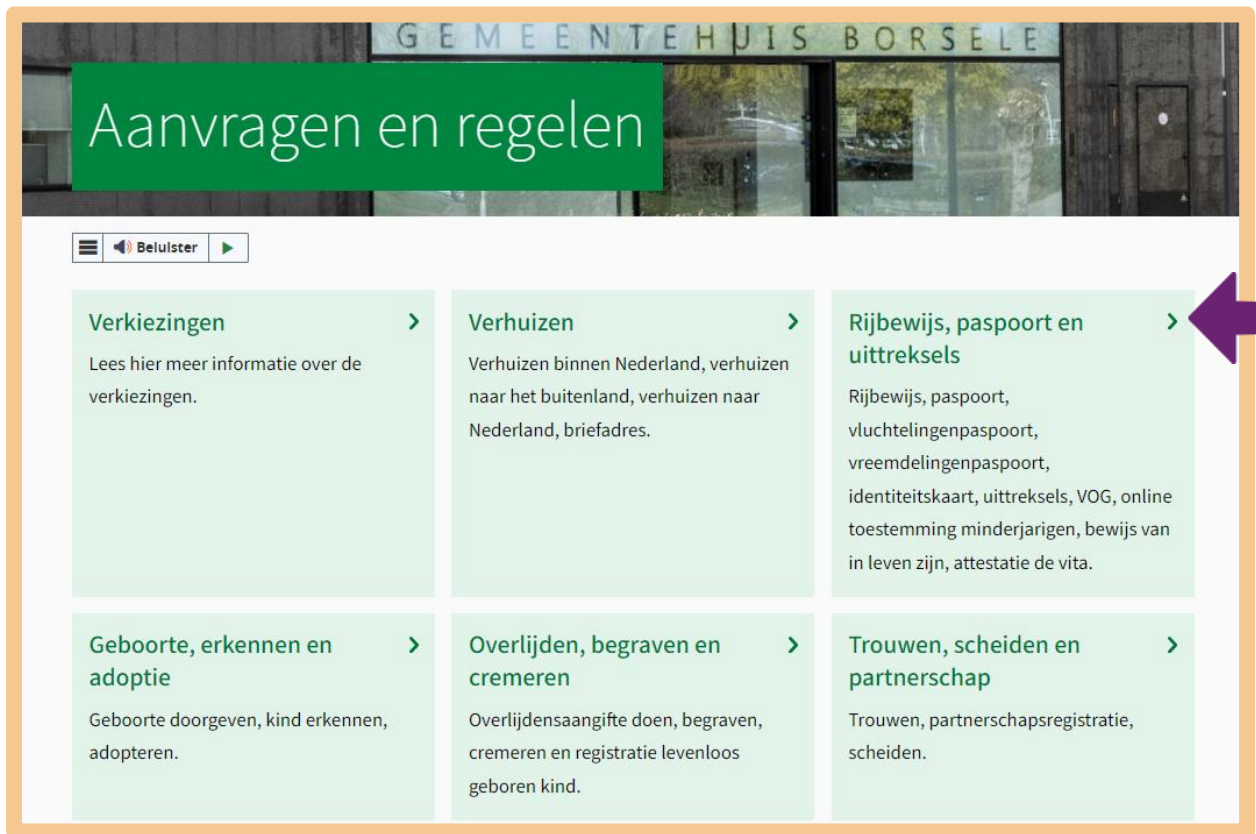 GEMEENTEHUIS BORSELE
Aanvragen en regelen
Beluister
Verkiezingen
Lees hier meer informatie over de
verkiezingen.
Verhuizen
Verhuizen binnen Nederland, verhuizen
naar het buitenland, verhuizen naar
Nederland, briefadres.
Rijbewijs, paspoort en
uittreksels
Rijbewijs, paspoort,
vluchtelingenpaspoort,
vreemdelingenpaspoort,
identiteitskaart, uittreksels, VOG, online
toestemming minderjarigen, bewijs van
in leven zijn, attestatie de vita.
Geboorte, erkennen en
adoptie
Geboorte doorgeven, kind erkennen,
adopteren.
Overlijden, begraven en
cremeren
Overlijdensaangifte doen, begraven,
cremeren en registratie levenloos
geboren kind.
Trouwen, scheiden en
partnerschap
Trouwen, partnerschapsregistratie,
scheiden.